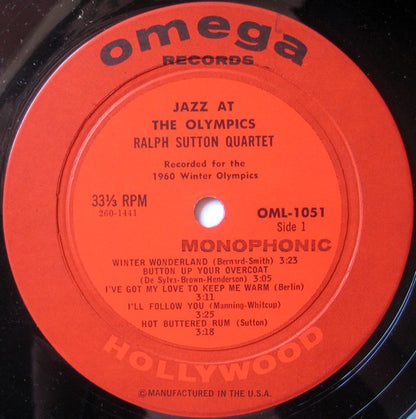 omega
RECORDS
JAZZ AT
THE OLYMPICS
RALPH SUTTON QUARTET
Recorded for the
1960 Winter Olympics
33⅓ RPM
260-1441
OML-1051
Side 1
MONOPHONIC
WINTER WONDERLAND (Bernard-Smith) 3:23
BUTTON UP YOUR OVERCOAT
(De Sylva-Brown-Henderson) 3:05
I'VE GOT MY LOVE TO KEEP ME WARM (Berlin)
3:11
I'LL FOLLOW YOU (Manning-Whitcup)
3:25
HOT BUTTERED RUM (Sutton)
3:18
HOLLYWOOD
©MANUFACTURED IN THE U.S.A.